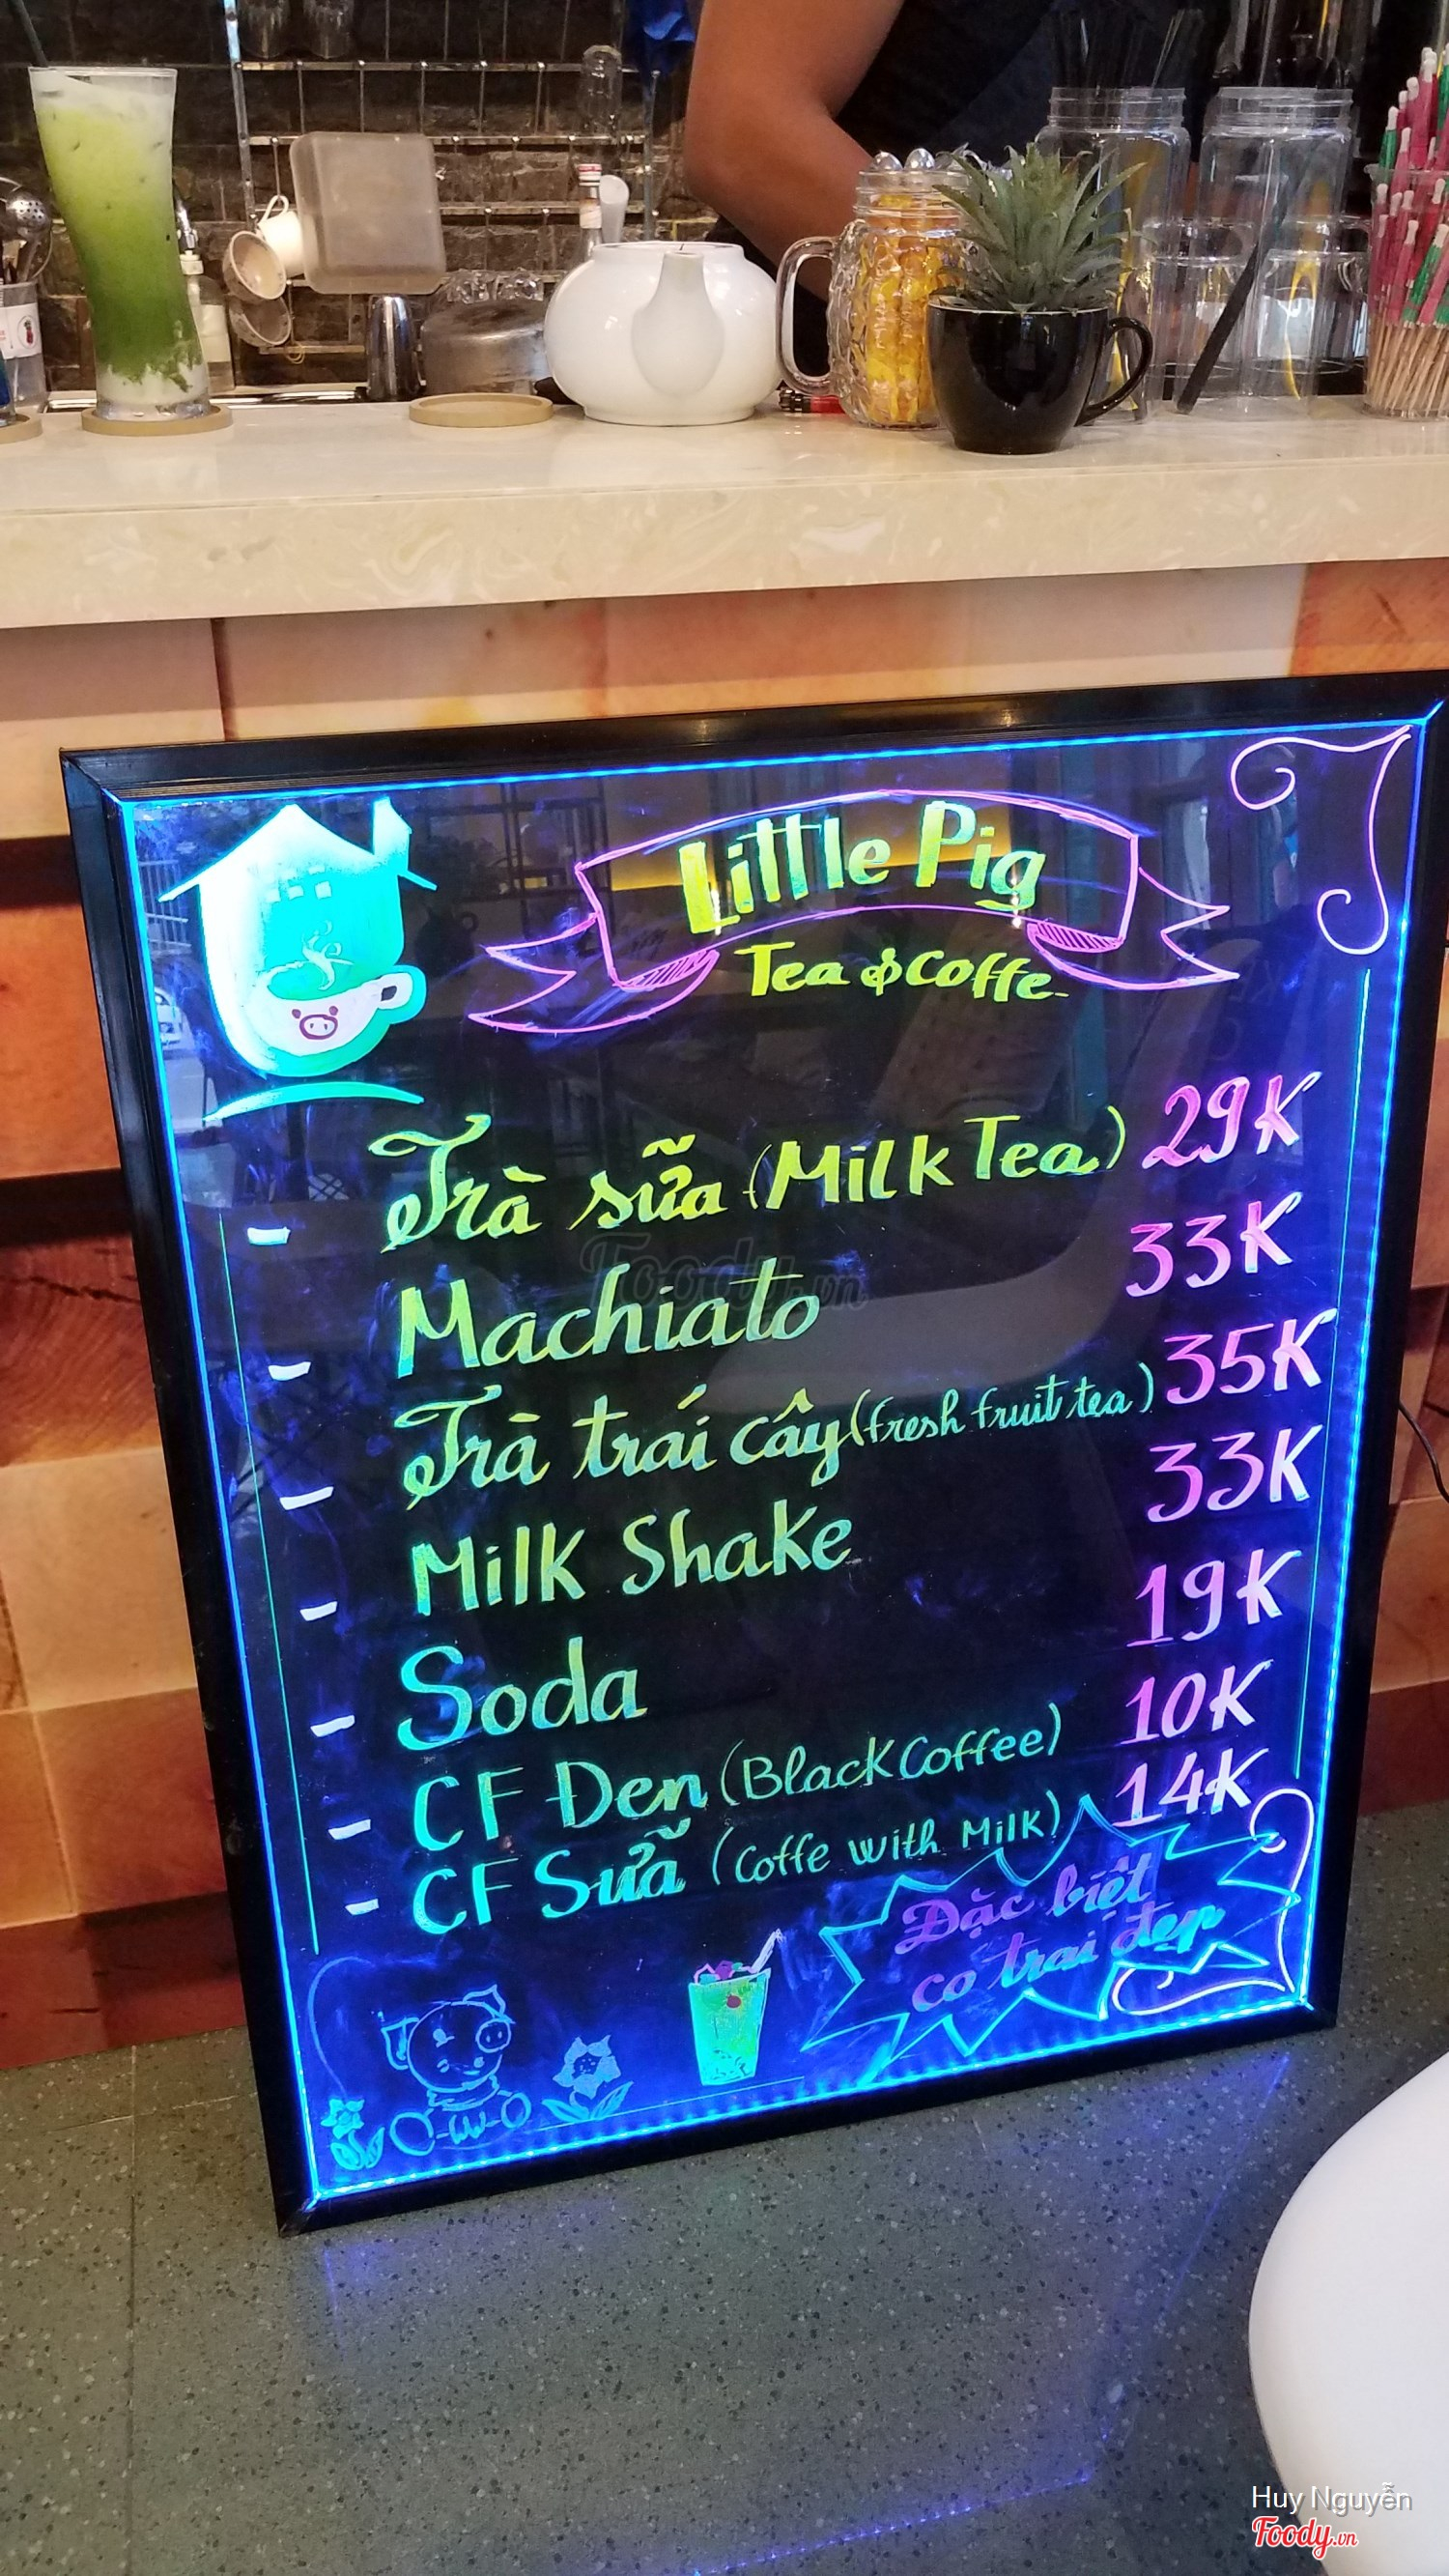 Little Pig
Tea & Coffe
- Trà sữa (Milk Tea) 29K
- Machiato 33K
- Trà trái cây (fresh fruit tea) 35K
- Milk Shake 33K
- Soda 19K
- CF Đen (Black Coffee) 10K
- CF Sữa (Coffe with Milk) 14K
Đặc biệt
có trai đẹp
Foody.vn
Huy Nguyễn
Foody.vn